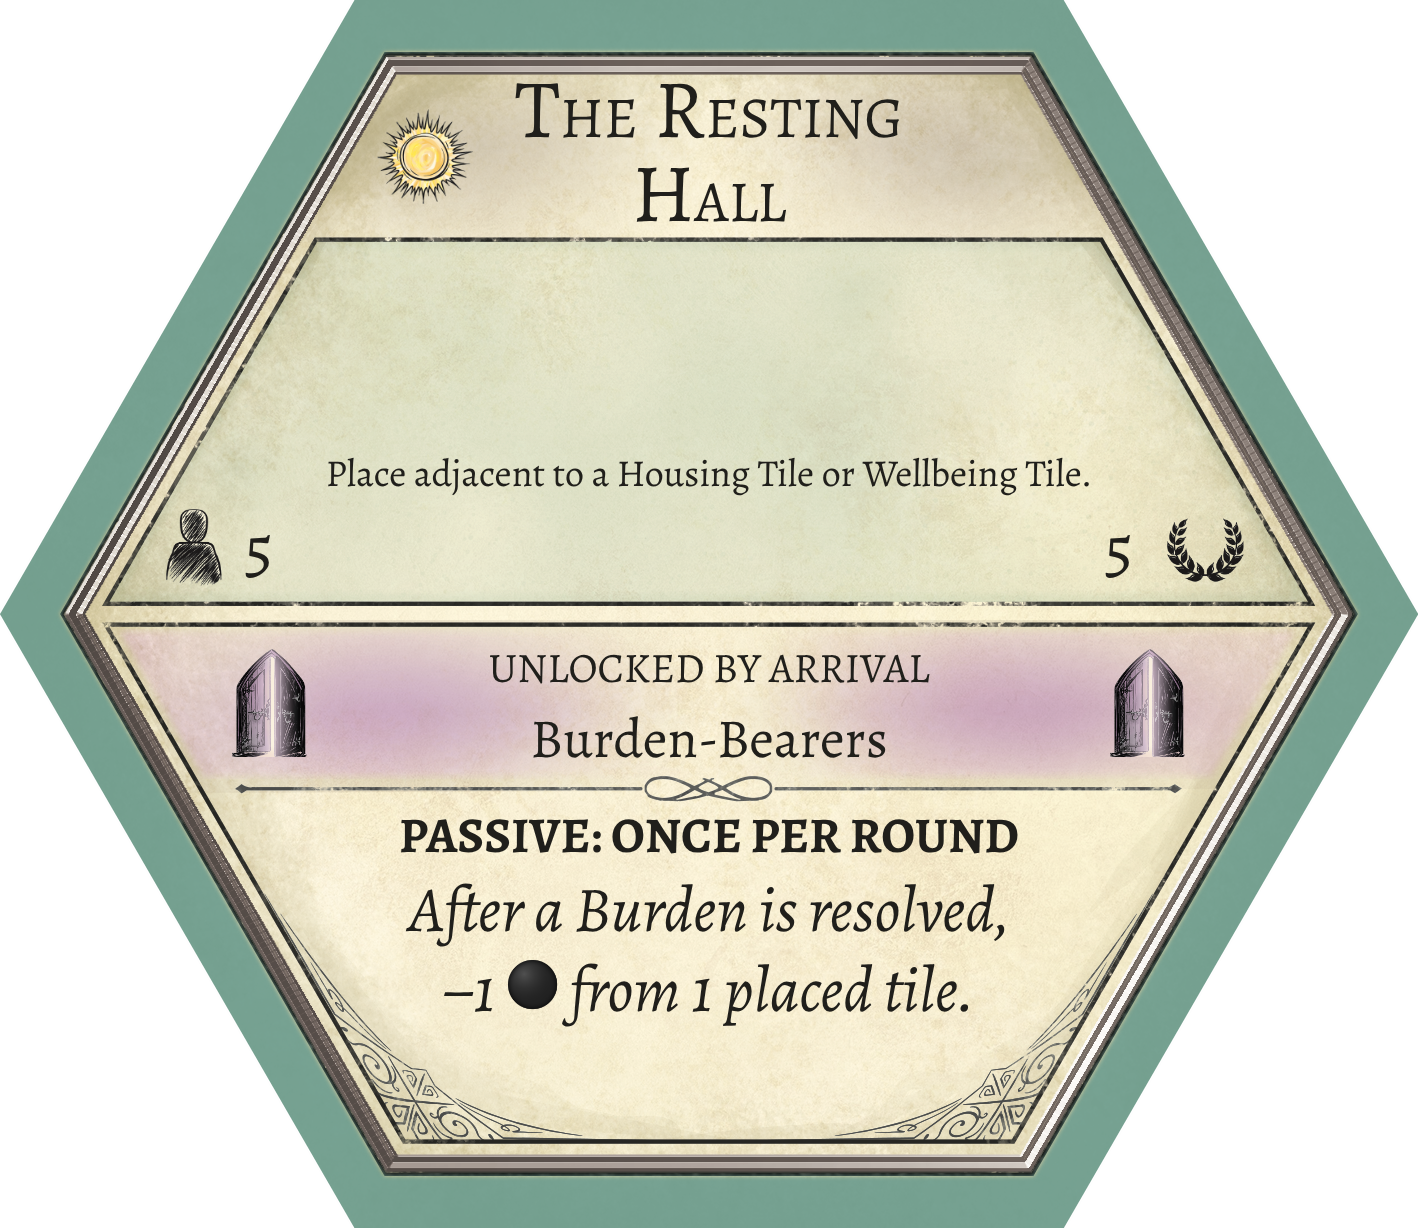 The Resting
Hall
Place adjacent to a Housing Tile or Wellbeing Tile.
5
5
UNLOCKED BY ARRIVAL
Burden-Bearers
PASSIVE: ONCE PER ROUND
After a Burden is resolved,
–1 from 1 placed tile.